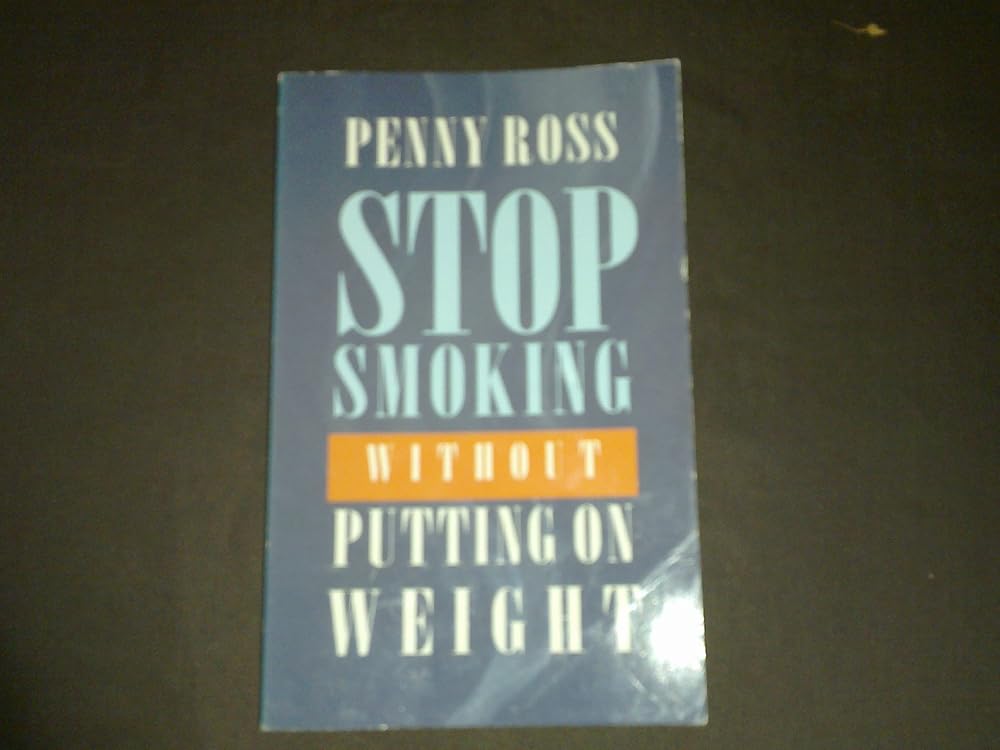 PENNY ROSS
STOP
SMOKING
WITHOUT
PUTTING ON
WEIGHT